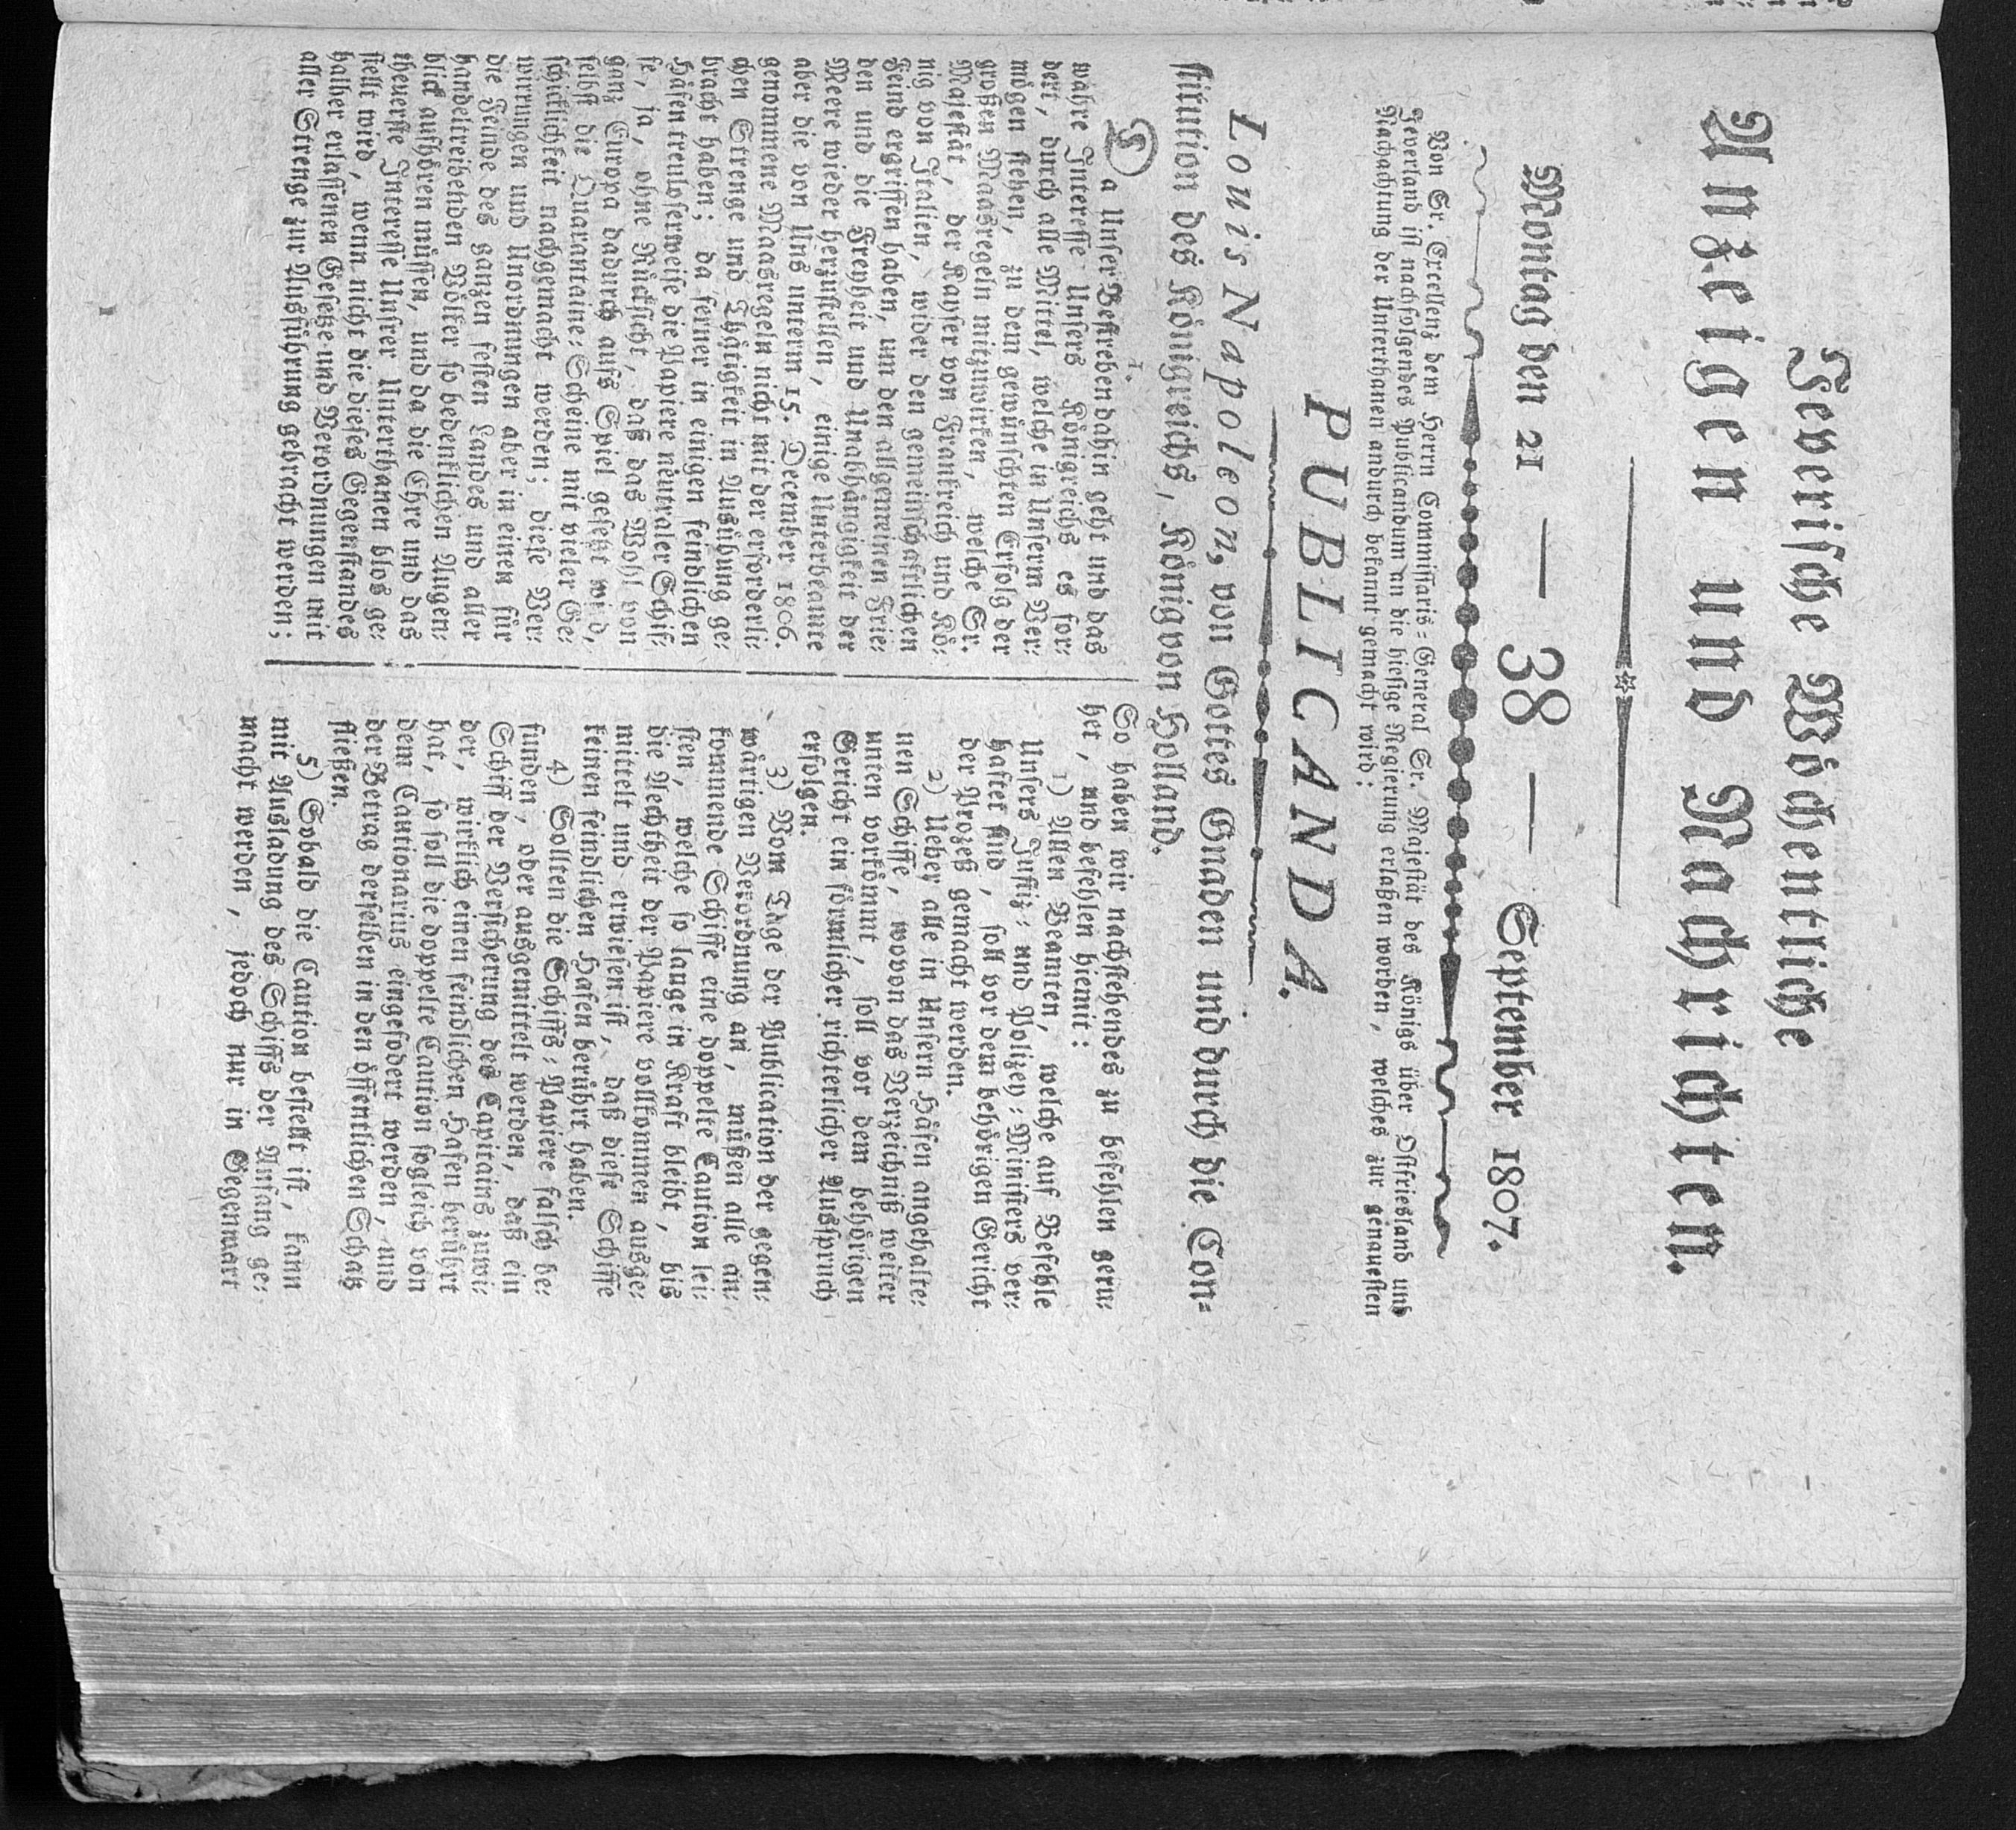 Jeverische Wöchentliche
Anzeigen und Nachrichten.
Montag den 21 — 38 — September 1807.
Von Sr. Excellenz dem Herrn Commissaris-General Sr. Majestät des Königs über Ostfriesland und
Jeverland ist nachfolgendes Publicandum an die hiesige Regierung erlaßen worden, welches zur genauesten
Nachachtung der Unterthanen andurch bekannt gemacht wird:
PUBLICANDA.
Louis Napoleon, von Gottes Gnaden und durch die Con-
stitution des Königreichs, König von Holland.
1.
Da Unser Bestreben dahin geht und das
wahre Interesse Unsers Königreichs es for-
dert, durch alle Mittel, welche in Unserm Ver-
mögen stehen, zu dem gewünschten Erfolg der
großen Maasregeln mitzuwirken, welche Sr.
Majestät, der Kayser von Frankreich und Kö-
nig von Italien, wider den gemeinschaftlichen
Feind ergriffen haben, um den allgemeinen Frie-
den und die Freyheit und Unabhängigkeit der
Meere wieder herzustellen, einige Unterbeamte
aber die von Uns unterm 15. December 1806.
genommene Maasregeln nicht mit der erforderli-
chen Strenge und Thätigkeit in Ausübung ge-
bracht haben; da ferner in einigen feindlichen
Häfen theilsweise die Papiere neutraler Schif-
fe, ja, ohne Rücksicht, daß das Wohl von
ganz Europa dadurch aufs Spiel gesetzt wird,
selbst die Quarantaine-Scheine mit vieler Ge-
schicklichkeit nachgemacht werden; diese Ver-
wirrungen und Unordnungen aber in einem für
die Feinde des ganzen festen Landes und aller
handeltreibenden Völker so bedenklichen Augen-
blick aufhören müssen, und da die Ehre und das
theuerste Interesse Unsrer Unterthanen blos ge-
stellt wird, wenn nicht die dieses Gegenstandes
halber erlassenen Gesetze und Verordnungen mit
aller Strenge zur Ausführung gebracht werden;
So haben wir nachstehendes zu befehlen geru-
het, und befehlen hiemit:
1) Allen Beamten, welche auf Befehle
Unsers Justiz- und Polizey-Ministers ver-
haftet sind, soll vor dem behörigen Gericht
der Prozeß gemacht werden.
2) Ueber alle in Unsern Häfen angehalte-
nen Schiffe, wovon das Verzeichniß weiter
unten vorkömmt, soll vor dem behörigen
Gericht ein förmlicher richterlicher Ausspruch
erfolgen.
3) Vom Tage der Publication der gegen-
wärtigen Verordnung an, müßen alle an-
kommende Schiffe eine doppelte Caution lei-
sten, welche so lange in Kraft bleibt, bis
die Aechtheit der Papiere vollkommen ausge-
mittelt und erwiesen ist, daß diese Schiffe
keinen feindlichen Hafen berührt haben.
4) Sollten die Schiffs-Papiere falsch be-
funden, oder ausgemittelt werden, daß ein
Schiff der Versicherung des Capitains zuwi-
der, wirklich einen feindlichen Hafen berührt
hat, so soll die doppelte Caution sogleich von
dem Cautionarius eingefodert werden, und
der Betrag derselben in den öffentlichen Schatz
fließen.
5) Sobald die Caution bestellt ist, kann
mit Ausladung des Schiffs der Anfang ge-
macht werden, jedoch nur in Gegenwart